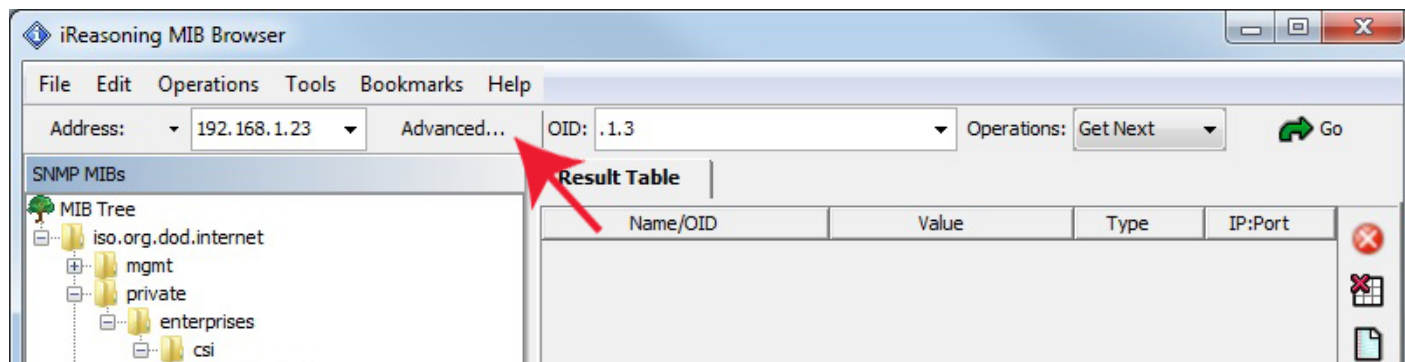 iReasoning MIB Browser
File Edit Operations Tools Bookmarks Help
Address: 192.168.1.23 Advanced... OID: .1.3 Operations: Get Next Go
SNMP MIBs
Result Table
MIB Tree
Name/OID Value Type IP:Port
iso.org.dod.internet
mgmt
private
enterprises
csi